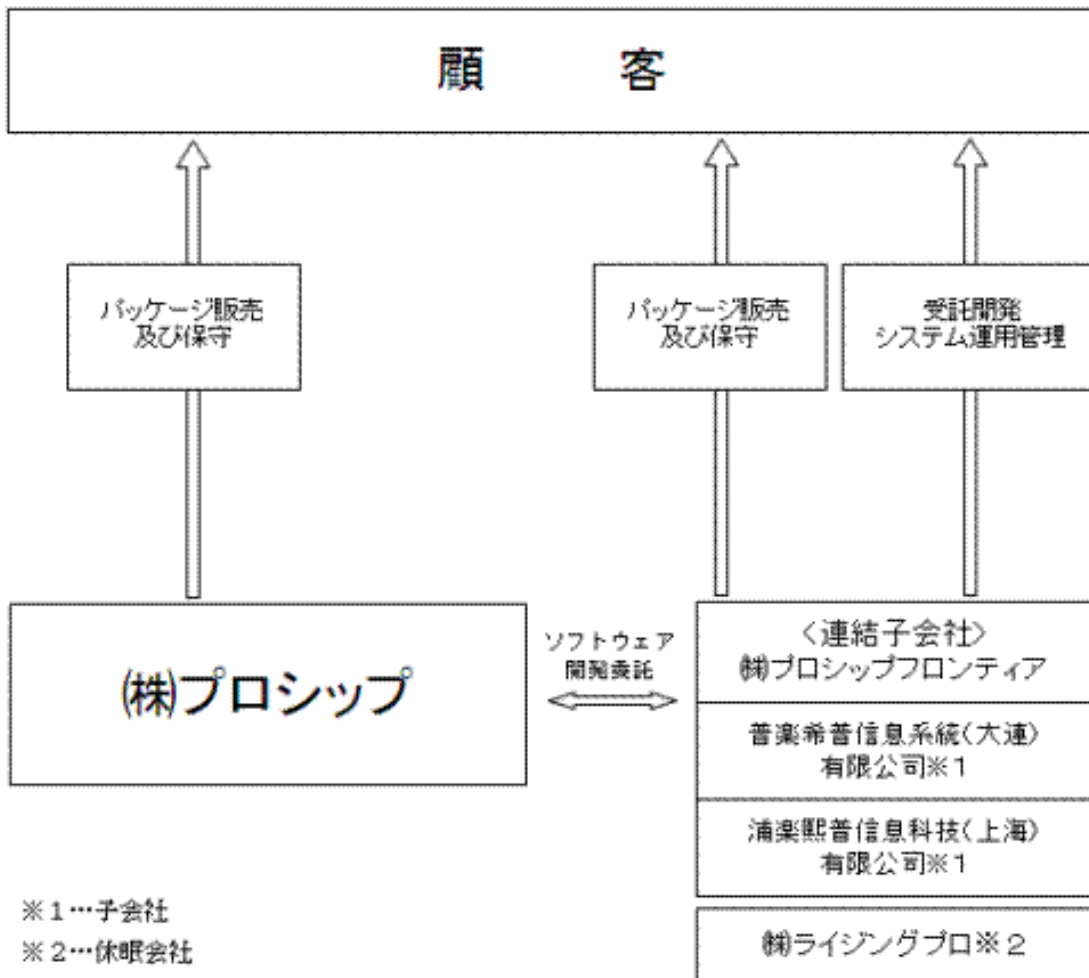 顧 客
パッケージ販売
及び保守
パッケージ販売
及び保守
受託開発
システム運用管理
㈱プロシップ
ソフトウェア
開発委託
〈連結子会社〉
㈱プロシップフロンティア
普楽希普信息系統(大連)
有限公司※1
浦楽熙普信息科技(上海)
有限公司※1
㈱ライジングプロ※2
※1…子会社
※2…休眠会社